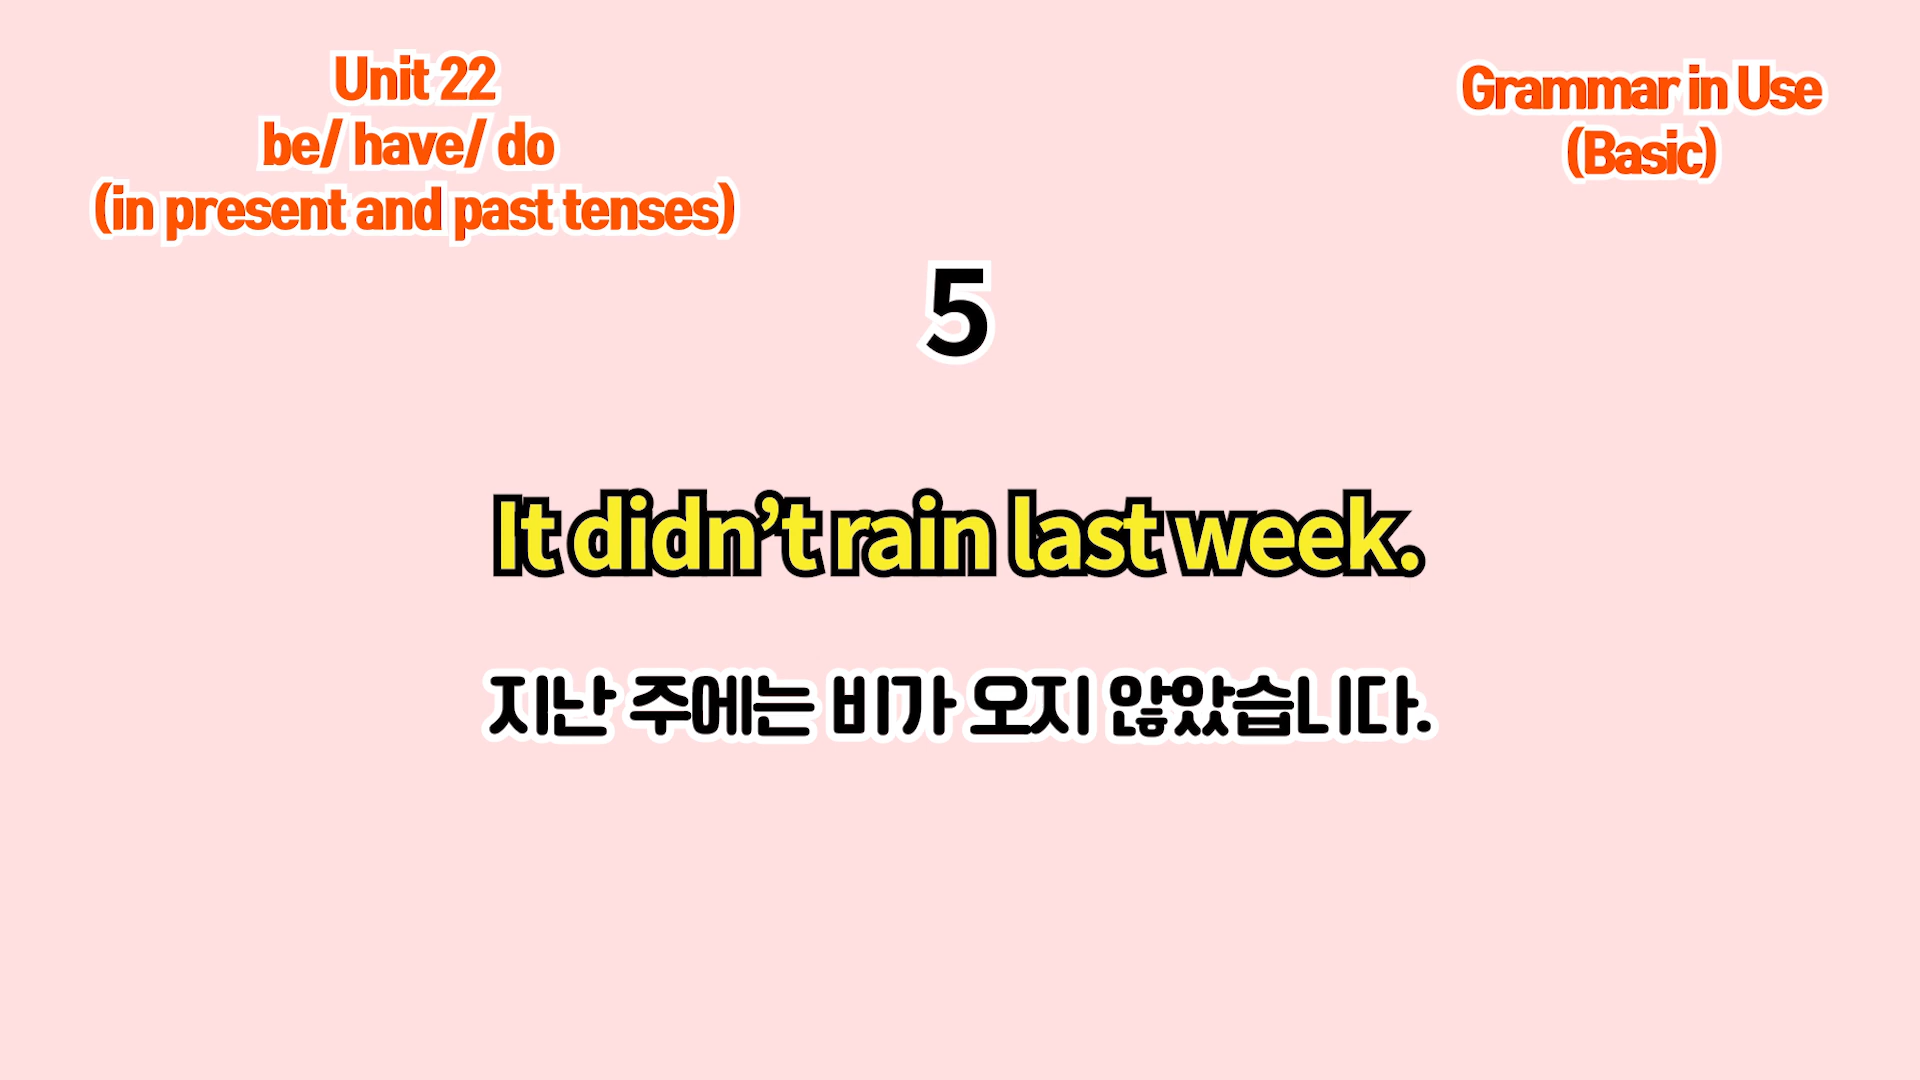 Unit 22
be/ have/ do
(in present and past tenses)
Grammar in Use
(Basic)
5
It didn’t rain last week.
지난 주에는 비가 오지 않았습니다.